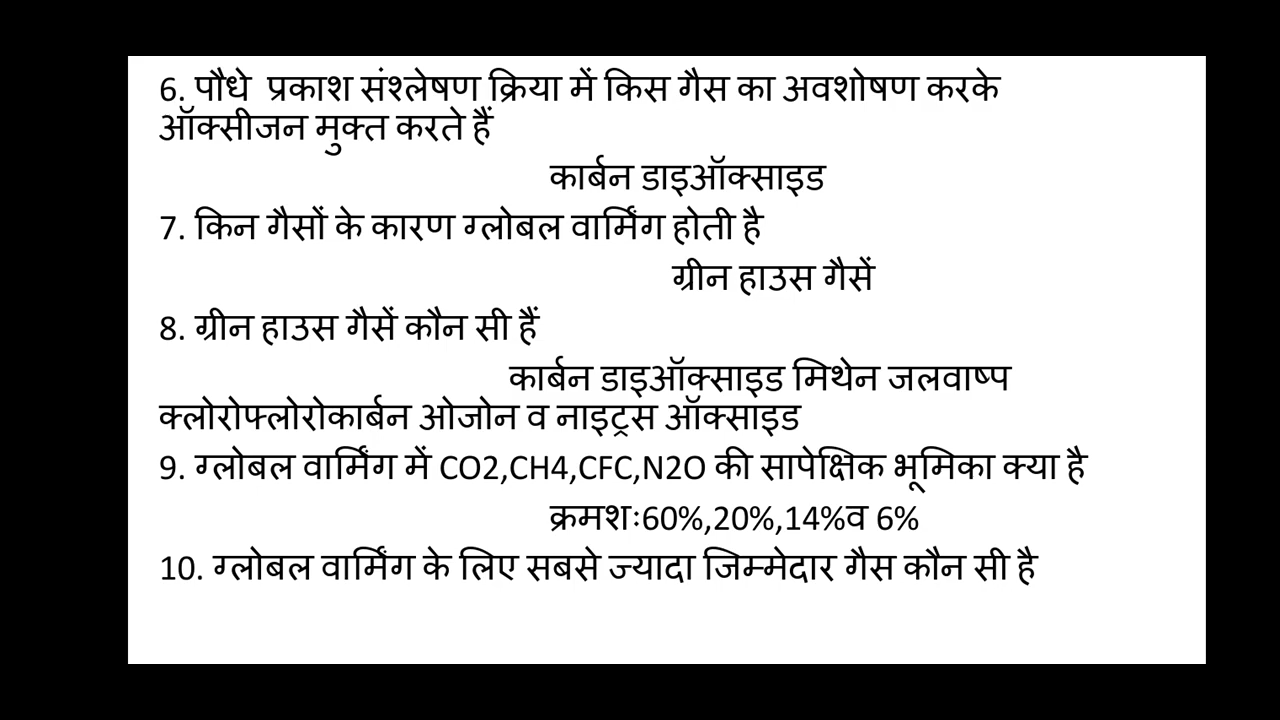 6. पौधे  प्रकाश संश्लेषण क्रिया में किस गैस का अवशोषण करके
ऑक्सीजन मुक्त करते हैं
कार्बन डाइऑक्साइड
7. किन गैसों के कारण ग्लोबल वार्मिंग होती है
ग्रीन हाउस गैसें
8. ग्रीन हाउस गैसें कौन सी हैं
कार्बन डाइऑक्साइड मिथेन जलवाष्प
क्लोरोफ्लोरोकार्बन ओजोन व नाइट्रस ऑक्साइड
9. ग्लोबल वार्मिंग में CO2,CH4,CFC,N2O की सापेक्षिक भूमिका क्या है
क्रमशः60%,20%,14%व 6%
10. ग्लोबल वार्मिंग के लिए सबसे ज्यादा जिम्मेदार गैस कौन सी है